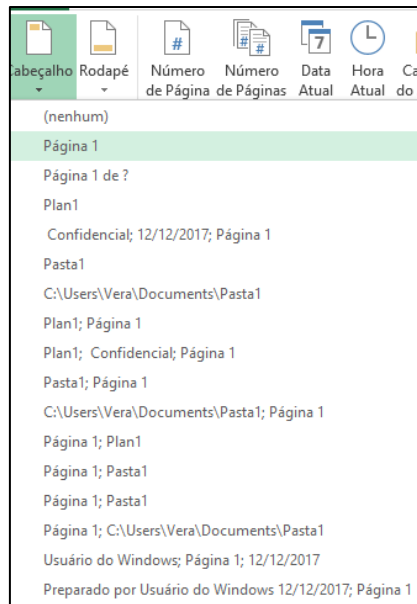 Cabeçalho Rodapé Número de Página Número de Páginas Data Atual Hora Atual
(nenhum)
Página 1
Página 1 de ?
Plan1
Confidencial; 12/12/2017; Página 1
Pasta1
C:\Users\Vera\Documents\Pasta1
Plan1; Página 1
Plan1; Confidencial; Página 1
Pasta1; Página 1
C:\Users\Vera\Documents\Pasta1; Página 1
Página 1; Plan1
Página 1; Pasta1
Página 1; Pasta1
Página 1; C:\Users\Vera\Documents\Pasta1
Usuário do Windows; Página 1; 12/12/2017
Preparado por Usuário do Windows 12/12/2017; Página 1